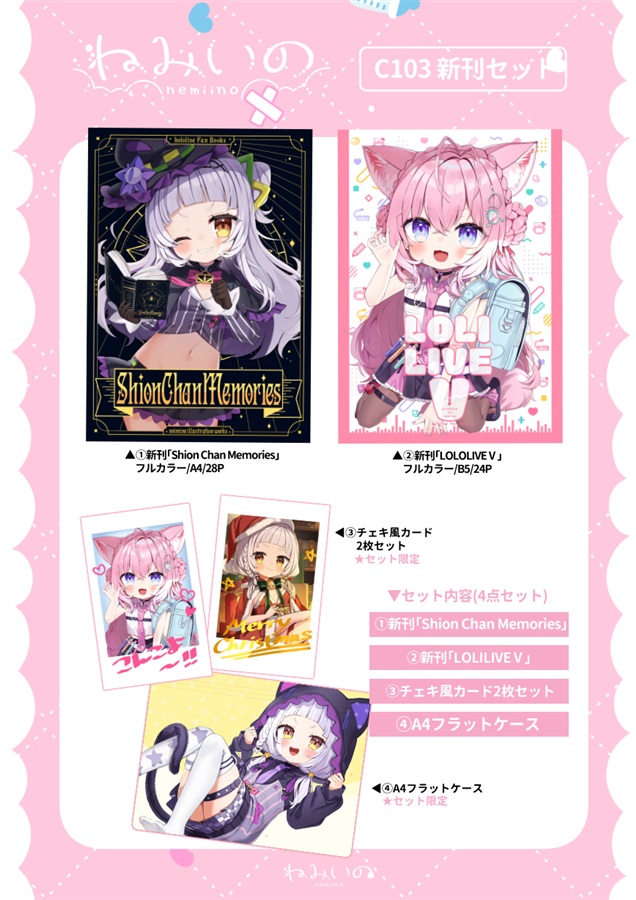 ねみいの
nemiino
C103 新刊セット
hololive Fan Books
ShionChanMemories
nemiino illustration works
LOLI
LIVE
V
▲①新刊「Shion Chan Memories」
フルカラー/A4/28P
▲②新刊「LOLOLIVE V 」
フルカラー/B5/24P
こんこよ
〜!!
Merry
Christmas
◀③チェキ風カード
2枚セット
★セット限定
▼セット内容(4点セット)
①新刊「Shion Chan Memories」
②新刊「LOLILIVE V 」
③チェキ風カード2枚セット
④A4フラットケース
◀④A4フラットケース
★セット限定
ねみいの
nemiino